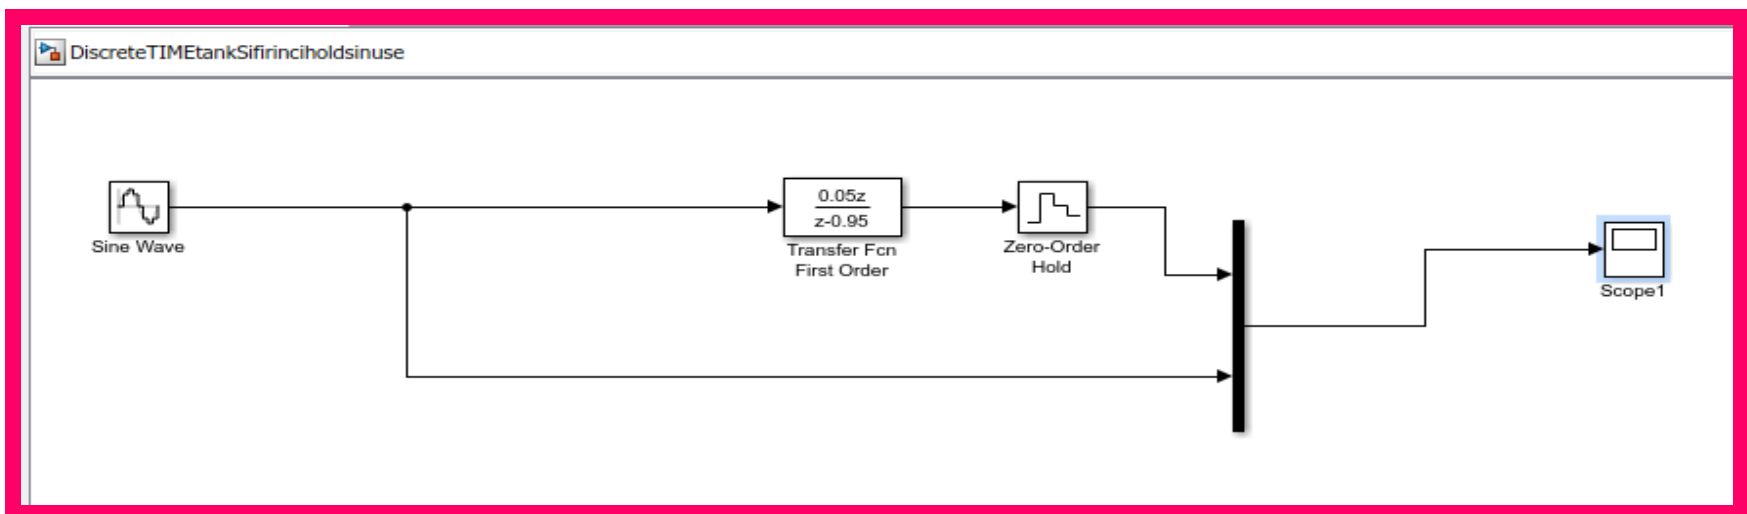 DiscreteTIMEtankSifirinciholdsinuse
Sine Wave
0.05z
z-0.95
Transfer Fcn
First Order
Zero-Order
Hold
Scope1